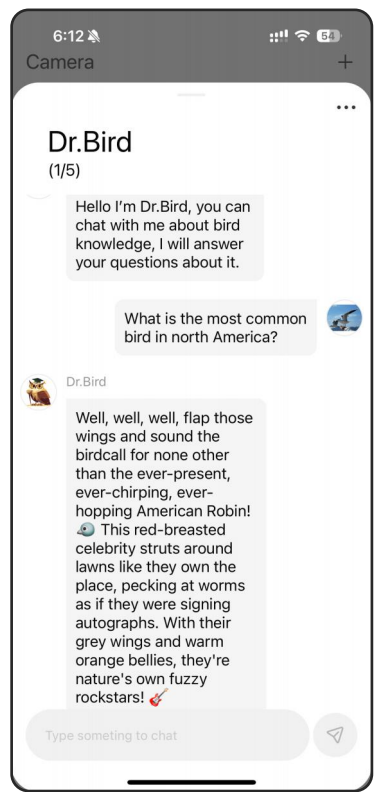 6:12
54
Camera
+
Dr.Bird
(1/5)
Hello I'm Dr.Bird, you can
chat with me about bird
knowledge, I will answer
your questions about it.
What is the most common
bird in north America?
Dr.Bird
Well, well, well, flap those
wings and sound the
birdcall for none other
than the ever-present,
ever-chirping, ever-
hopping American Robin!
🐦 This red-breasted
celebrity struts around
lawns like they own the
place, pecking at worms
as if they were signing
autographs. With their
grey wings and warm
orange bellies, they're
nature's own fuzzy
rockstars! 🎸
Type someting to chat